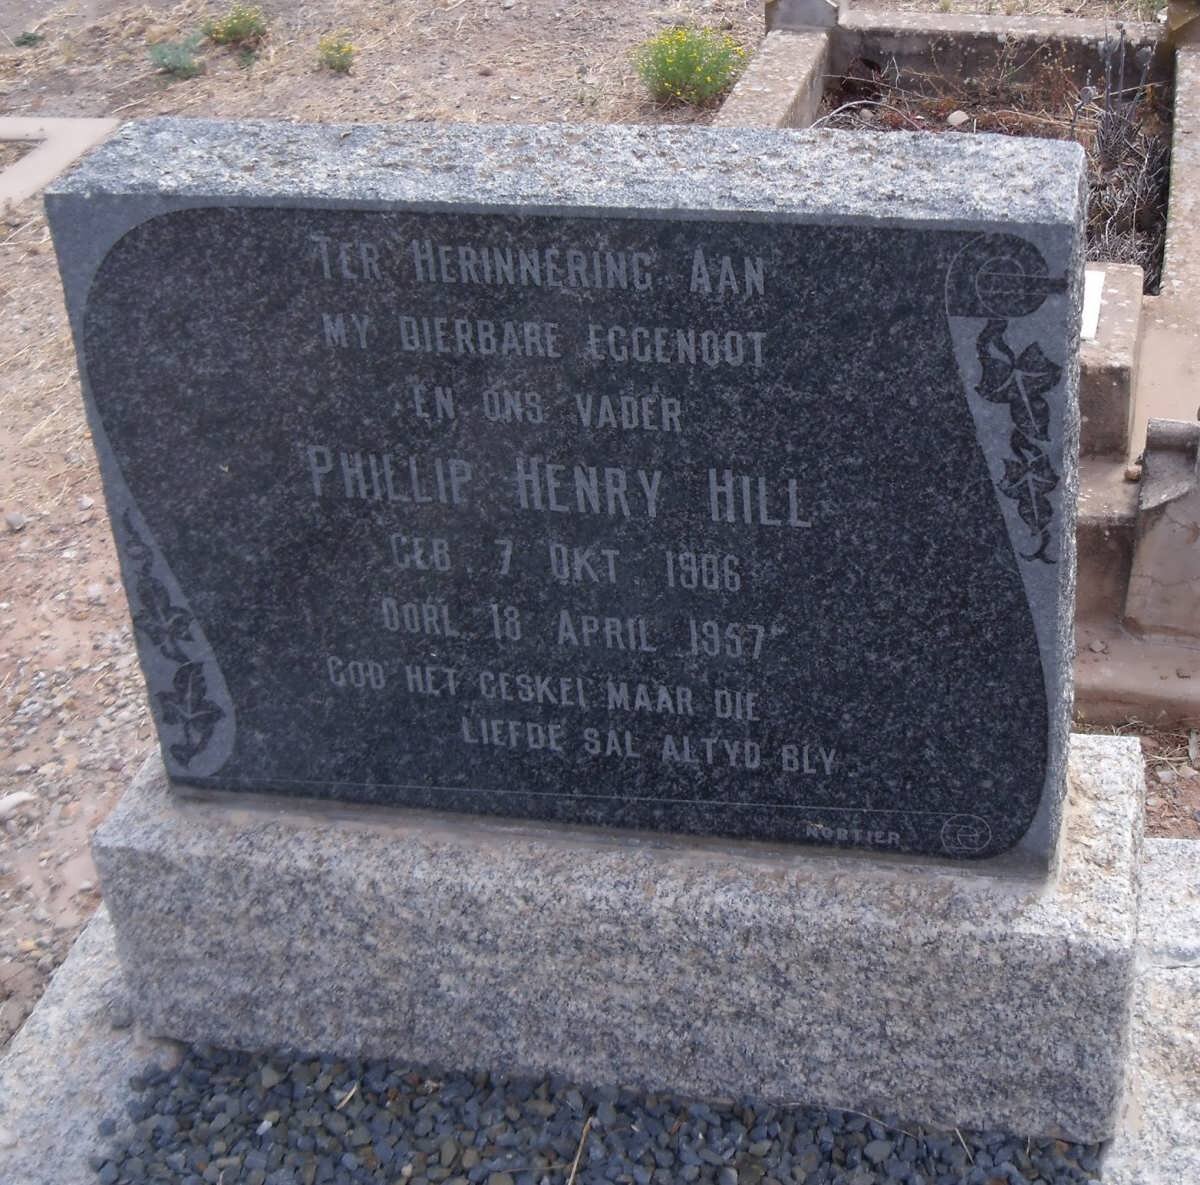 TER HERINNERING AAN
MY DIERBARE EGGENOOT
EN ONS VADER
PHILLIP HENRY HILL
GEB. 7 OKT. 1906
OORL. 18 APRIL 1957
GOD HET GESKEI MAAR DIE
LIEFDE SAL ALTYD BLY
NORTIER